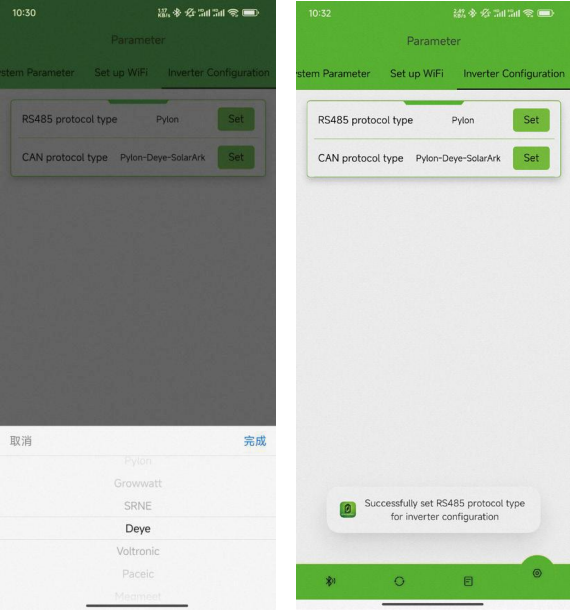 10:30
Parameter
stem Parameter Set up WiFi Inverter Configuration
RS485 protocol type Pylon Set
CAN protocol type Pylon-Deye-SolarArk Set
取消 完成
Pylon
Growwatt
SRNE
Deye
Voltronic
Paceic
Megmeet
10:32
Parameter
stem Parameter Set up WiFi Inverter Configuration
RS485 protocol type Pylon Set
CAN protocol type Pylon-Deye-SolarArk Set
Successfully set RS485 protocol type
for inverter configuration